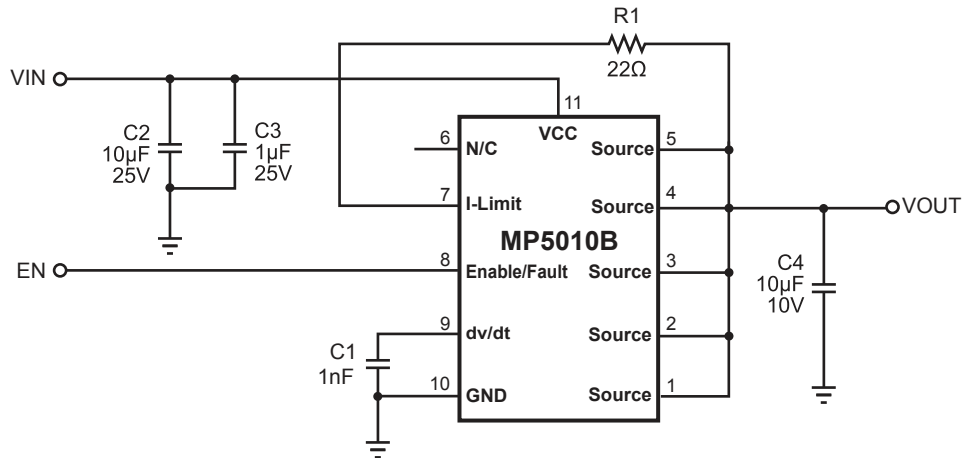 R1
22Ω
VIN
11
VCC
C2
10µF
25V
C3
1µF
25V
6
N/C
Source
5
7
I-Limit
Source
4
VOUT
MP5010B
EN
8
Enable/Fault
Source
3
C4
10µF
10V
9
dv/dt
Source
2
C1
1nF
10
GND
Source
1